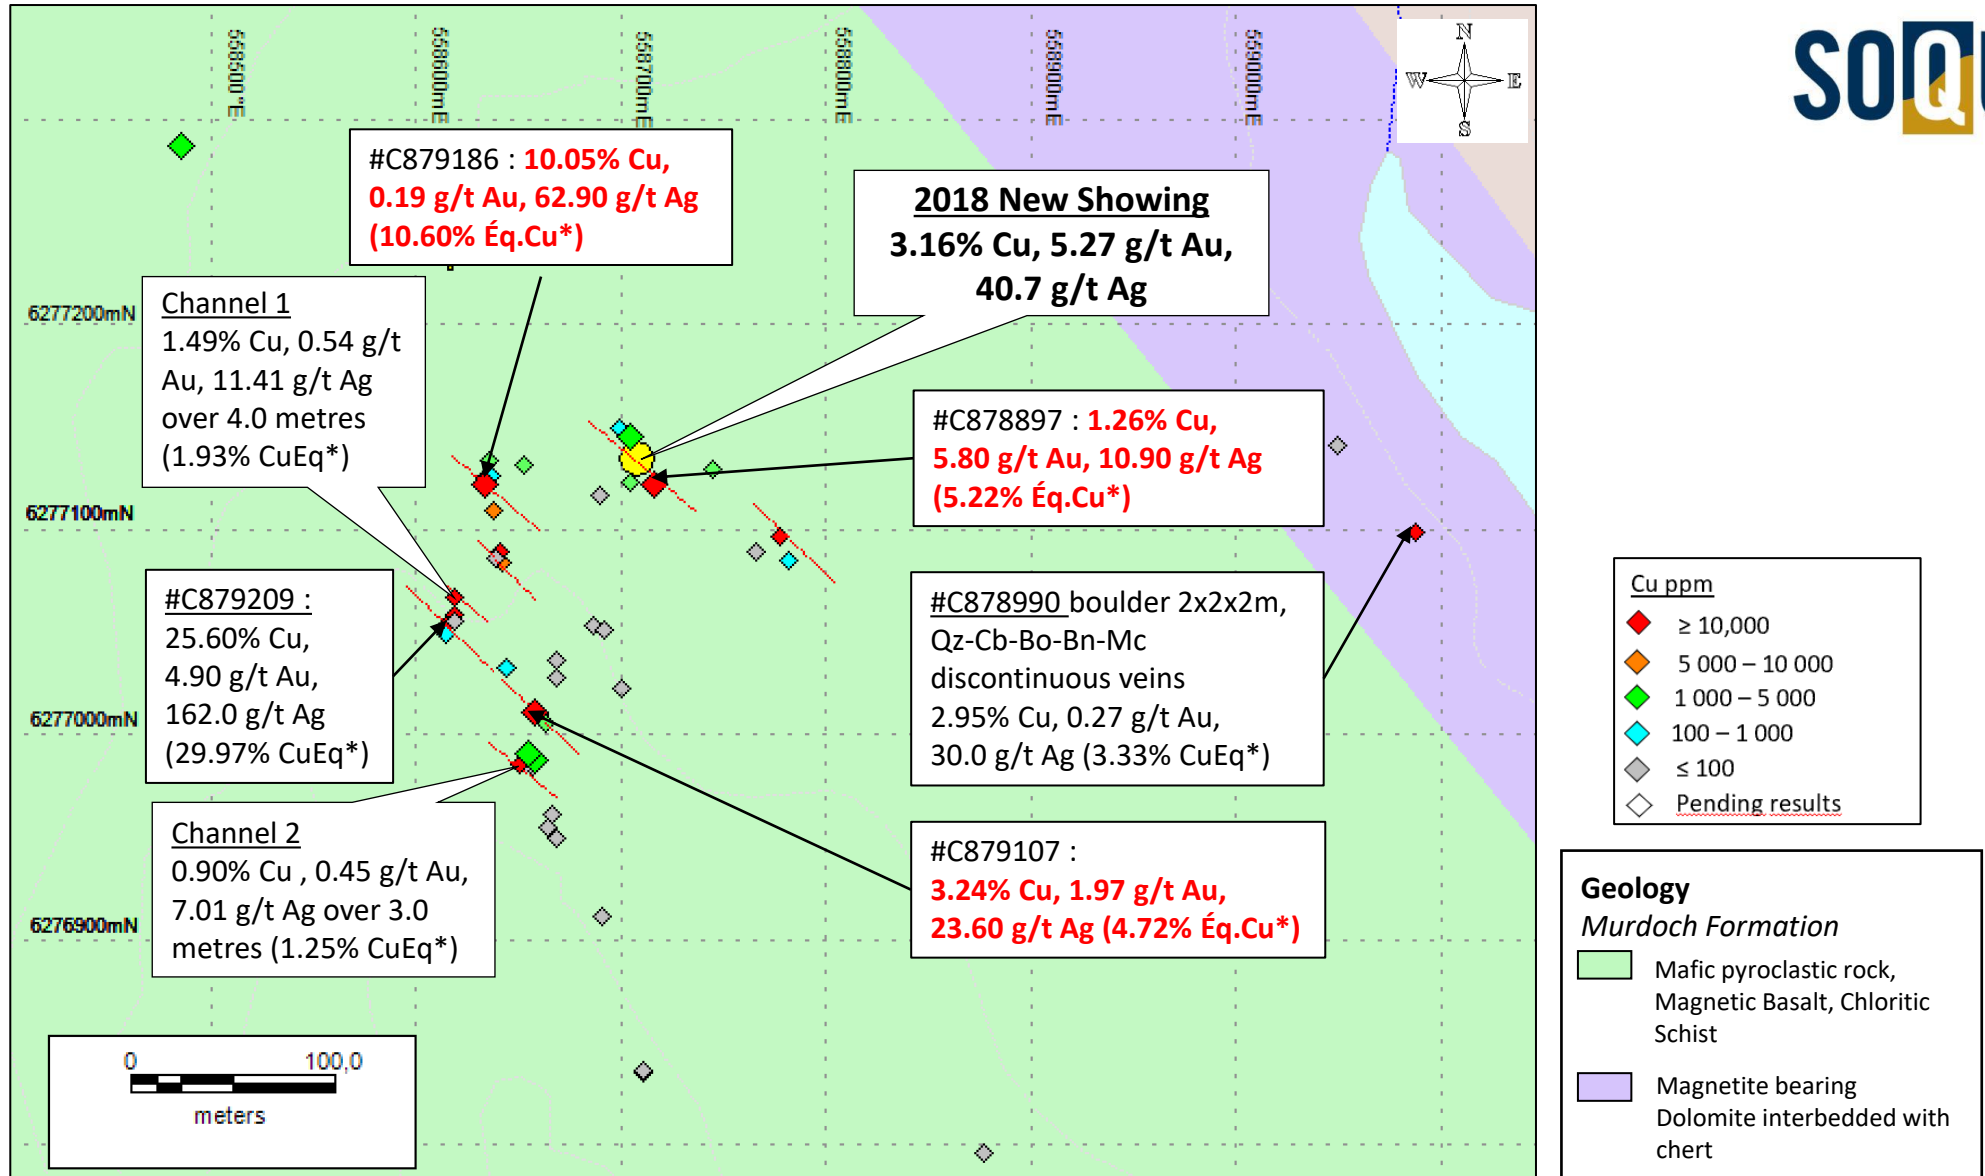 558500"E
558600mE
558700mE
558800mE
558900mE
559000mE
N
W
E
S
#C879186 : 10.05% Cu,
0.19 g/t Au, 62.90 g/t Ag
(10.60% Éq.Cu*)
2018 New Showing
3.16% Cu, 5.27 g/t Au,
40.7 g/t Ag
6277200mN
Channel 1
1.49% Cu, 0.54 g/t
Au, 11.41 g/t Ag
over 4.0 metres
(1.93% CuEq*)
#C878897 : 1.26% Cu,
5.80 g/t Au, 10.90 g/t Ag
(5.22% Éq.Cu*)
6277100mN
#C879209 :
25.60% Cu,
4.90 g/t Au,
162.0 g/t Ag
(29.97% CuEq*)
#C878990 boulder 2x2x2m,
Qz-Cb-Bo-Bn-Mc
discontinuous veins
2.95% Cu, 0.27 g/t Au,
30.0 g/t Ag (3.33% CuEq*)
6277000mN
Channel 2
0.90% Cu , 0.45 g/t Au,
7.01 g/t Ag over 3.0
metres (1.25% CuEq*)
#C879107 :
3.24% Cu, 1.97 g/t Au,
23.60 g/t Ag (4.72% Éq.Cu*)
6276900mN
0 100,0
meters
Cu ppm
≥ 10,000
5 000 – 10 000
1 000 – 5 000
100 – 1 000
≤ 100
Pending results
Geology
Murdoch Formation
Mafic pyroclastic rock,
Magnetic Basalt, Chloritic
Schist
Magnetite bearing
Dolomite interbedded with
chert